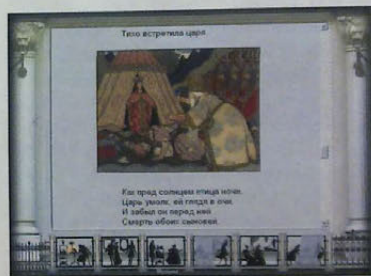 Тихо встретила царя.
Как пред солнцем птица ночи,
Царь умолк, ей глядя в очи,
И забыл он перед ней
Смерть обоих сыновей.